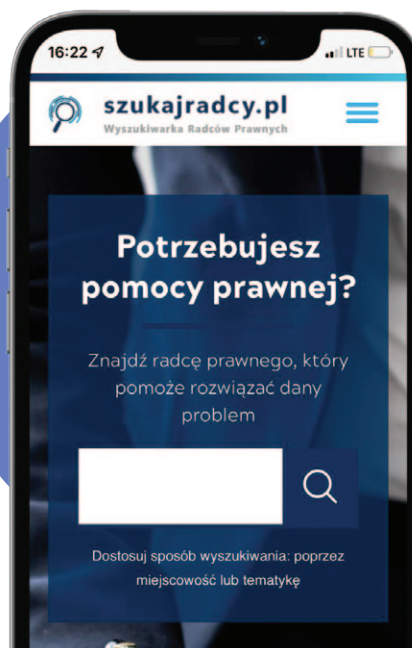 16:22
LTE
szukajradcy.pl
Wyszukiwarka Radców Prawnych
Potrzebujesz
pomocy prawnej?
Znajdź radcę prawnego, który
pomoże rozwiązać dany
problem
Dostosuj sposób wyszukiwania: poprzez
miejscowość lub tematykę